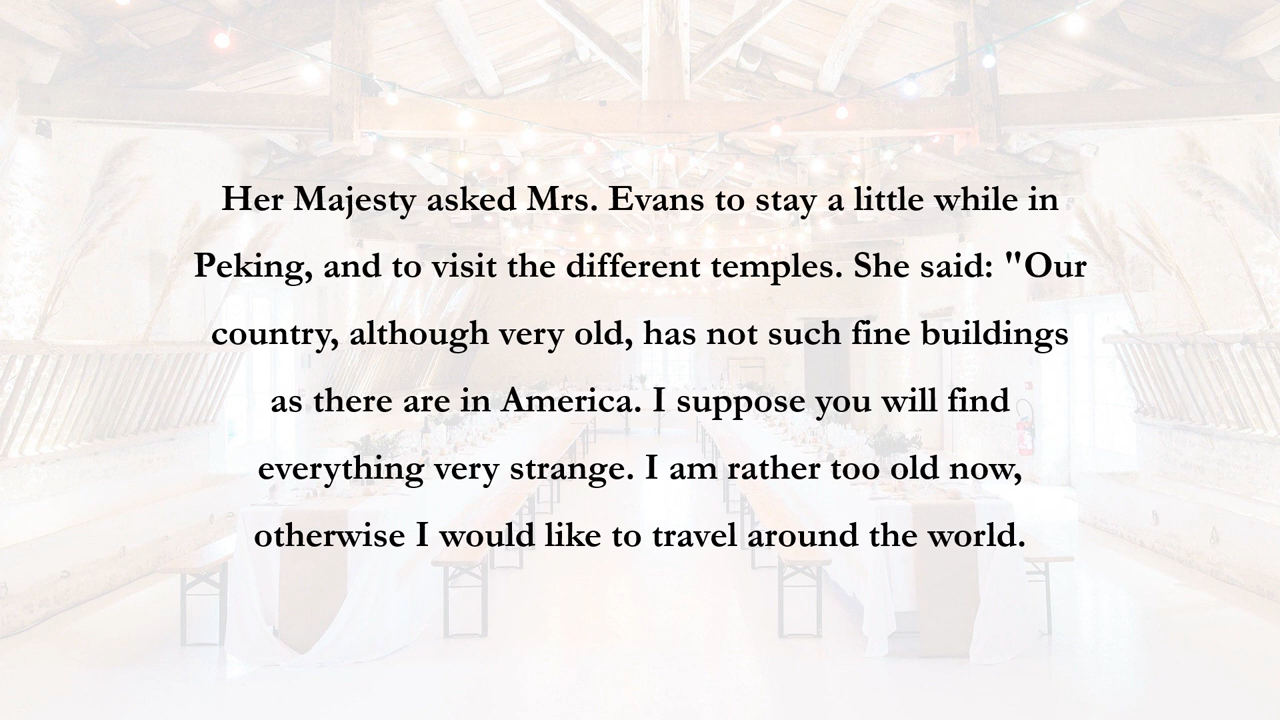 Her Majesty asked Mrs. Evans to stay a little while in
Peking, and to visit the different temples. She said: "Our
country, although very old, has not such fine buildings
as there are in America. I suppose you will find
everything very strange. I am rather too old now,
otherwise I would like to travel around the world.